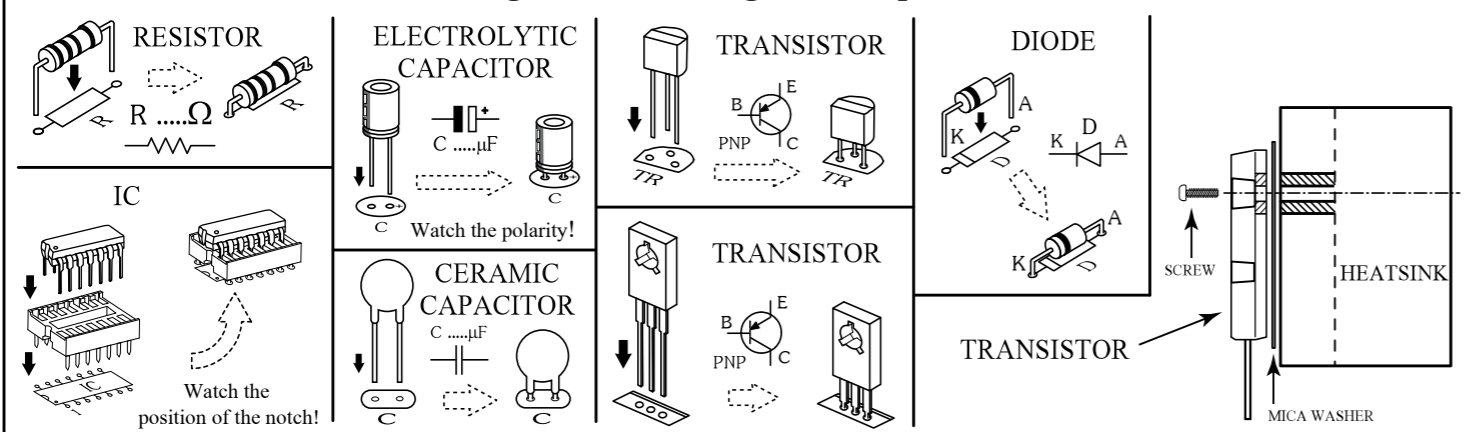 RESISTOR
R
R
R .....Ω
IC
IC
1
Watch the
position of the notch!
ELECTROLYTIC
CAPACITOR
+
C .....µF
+
C
+
C
Watch the polarity!
CERAMIC
CAPACITOR
C .....µF
C
C
TRANSISTOR
E
B
C
PNP
TR
TR
TRANSISTOR
E
B
C
PNP
DIODE
A
K
D
D
K
A
A
K
D
SCREW
HEATSINK
TRANSISTOR
MICA WASHER